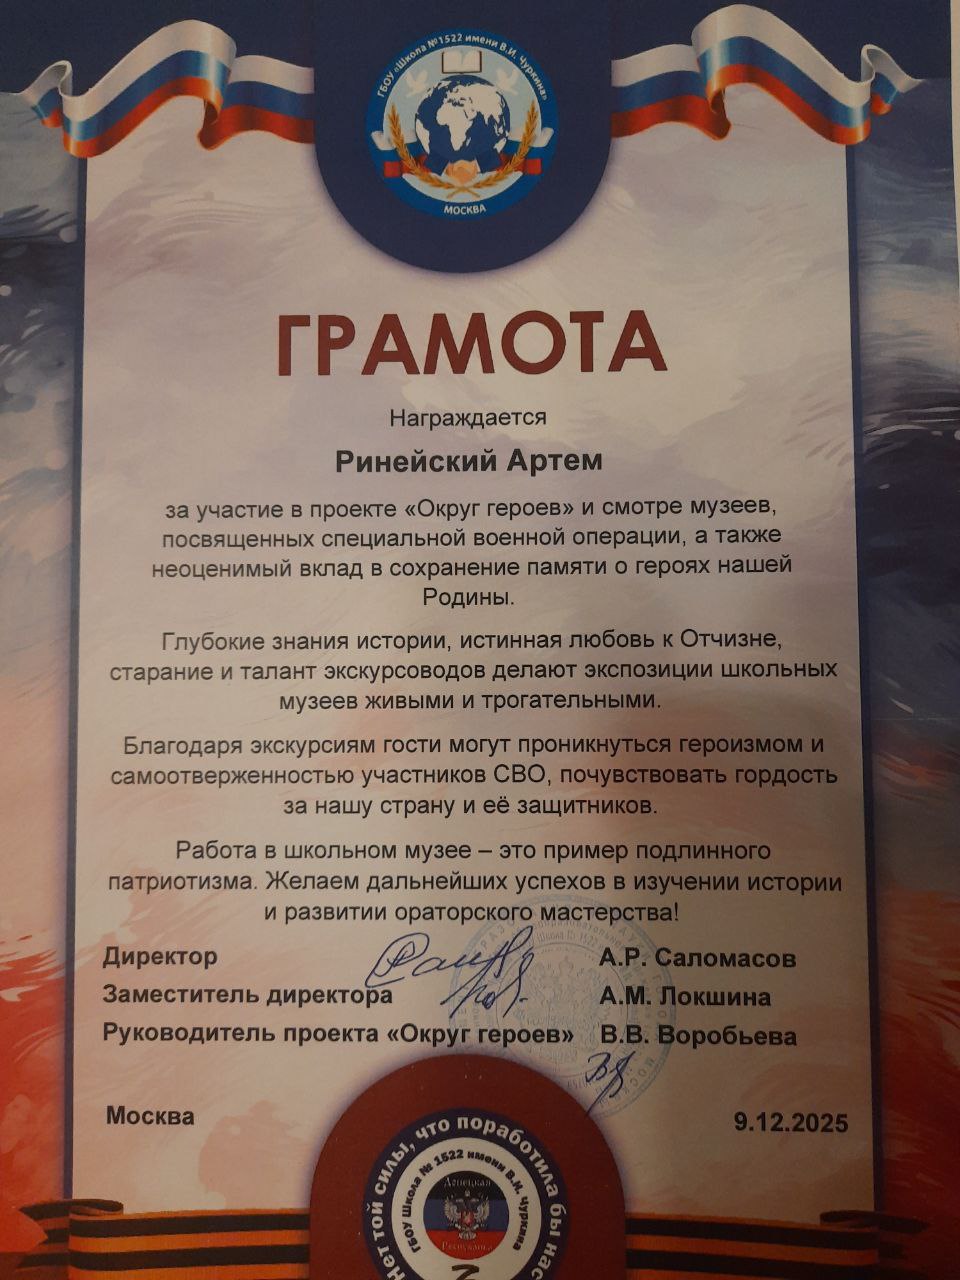 ГБОУ «Школа №1522 имени В.И. Чуркина»
МОСКВА
ГРАМОТА
Награждается
Ринейский Артем
за участие в проекте «Округ героев» и смотре музеев,
посвященных специальной военной операции, а также
неоценимый вклад в сохранение памяти о героях нашей
Родины.
Глубокие знания истории, истинная любовь к Отчизне,
старание и талант экскурсоводов делают экспозиции школьных
музеев живыми и трогательными.
Благодаря экскурсиям гости могут проникнуться героизмом и
самоотверженностью участников СВО, почувствовать гордость
за нашу страну и её защитников.
Работа в школьном музее – это пример подлинного
патриотизма. Желаем дальнейших успехов в изучении истории
и развитии ораторского мастерства!
Директор А.Р. Саломасов
Заместитель директора А.М. Локшина
Руководитель проекта «Округ героев» В.В. Воробьева
Москва 9.12.2025
Нет той силы, что поработила бы нас
ГБОУ Школа № 1522 имени В.И. Чуркина
Донецкая
Республика